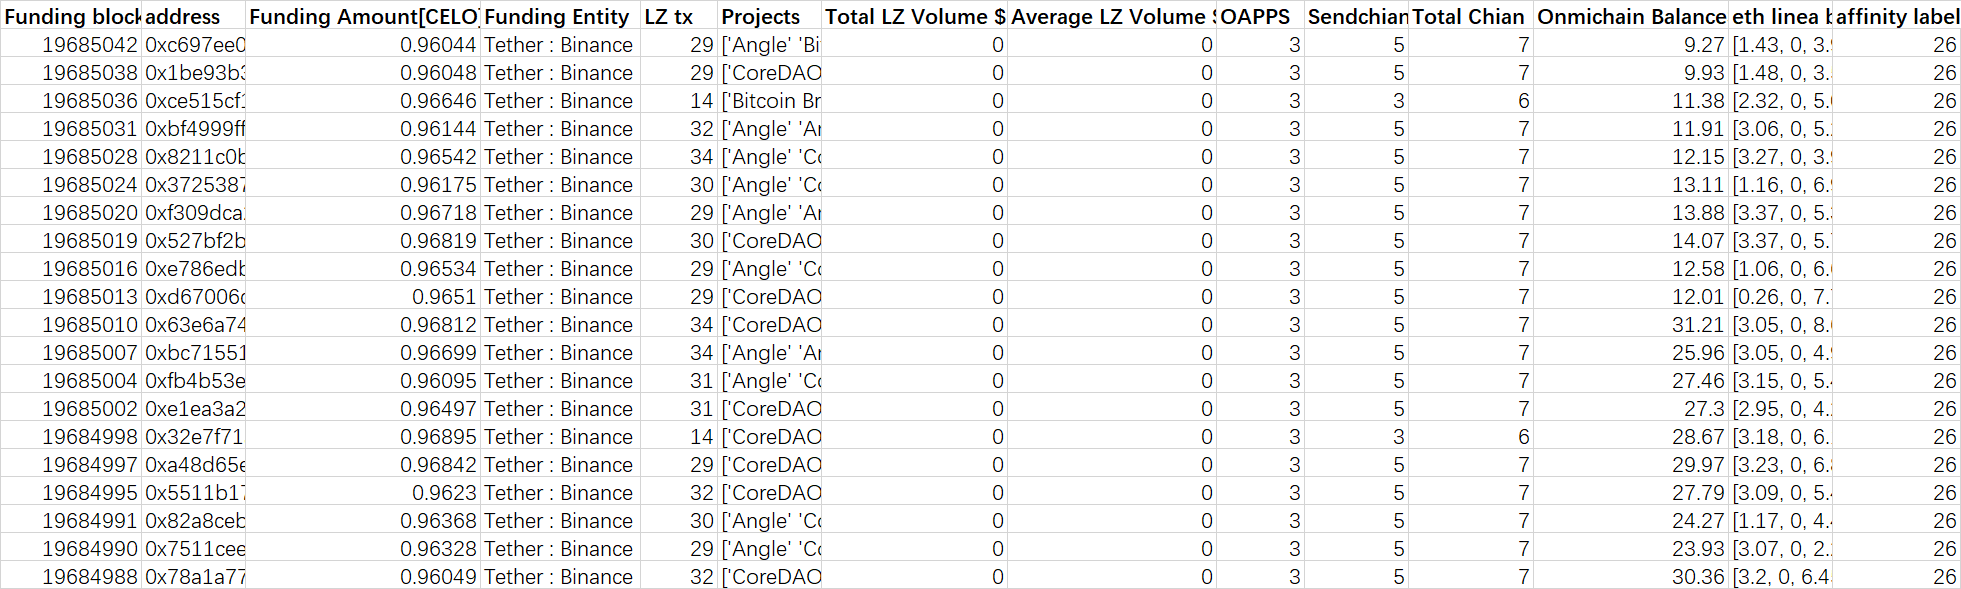 Funding block address Funding Amount[CELO] Funding Entity LZ tx Projects Total LZ Volume $ Average LZ Volume $ OAPPS Sendchian Total Chian Onmichain Balance eth linea b affinity label
19685042 0xc697ee0 0.96044 Tether : Binance 29 ['Angle' 'Bi 0 0 3 5 7 9.27 [1.43, 0, 3.9 26
19685038 0x1be93b3 0.96048 Tether : Binance 29 ['CoreDAO 0 0 3 5 7 9.93 [1.48, 0, 3. 26
19685036 0xce515cf1 0.96646 Tether : Binance 14 ['Bitcoin Br 0 0 3 3 6 11.38 [2.32, 0, 5. 26
19685031 0xbf4999ff 0.96144 Tether : Binance 32 ['Angle' 'Ar 0 0 3 5 7 11.91 [3.06, 0, 5. 26
19685028 0x8211c0b 0.96542 Tether : Binance 34 ['Angle' 'Co 0 0 3 5 7 12.15 [3.27, 0, 3.9 26
19685024 0x3725387 0.96175 Tether : Binance 30 ['Angle' 'Co 0 0 3 5 7 13.11 [1.16, 0, 6.9 26
19685020 0xf309dca 0.96718 Tether : Binance 29 ['Angle' 'Ar 0 0 3 5 7 13.88 [3.37, 0, 5. 26
19685019 0x527bf2b 0.96819 Tether : Binance 30 ['CoreDAO 0 0 3 5 7 14.07 [3.37, 0, 5. 26
19685016 0xe786edb 0.96534 Tether : Binance 29 ['Angle' 'Co 0 0 3 5 7 12.58 [1.06, 0, 6. 26
19685013 0xd67006c 0.9651 Tether : Binance 29 ['CoreDAO 0 0 3 5 7 12.01 [0.26, 0, 7. 26
19685010 0x63e6a74 0.96812 Tether : Binance 34 ['CoreDAO 0 0 3 5 7 31.21 [3.05, 0, 8. 26
19685007 0xbc71551 0.96699 Tether : Binance 34 ['Angle' 'Ar 0 0 3 5 7 25.96 [3.05, 0, 4.9 26
19685004 0xfb4b53e 0.96095 Tether : Binance 31 ['Angle' 'Co 0 0 3 5 7 27.46 [3.15, 0, 5.4 26
19685002 0xe1ea3a2 0.96497 Tether : Binance 31 ['CoreDAO 0 0 3 5 7 27.3 [2.95, 0, 4. 26
19684998 0x32e7f71 0.96895 Tether : Binance 14 ['CoreDAO 0 0 3 3 6 28.67 [3.18, 0, 6. 26
19684997 0xa48d65e 0.96842 Tether : Binance 29 ['CoreDAO 0 0 3 5 7 29.97 [3.23, 0, 6.8 26
19684995 0x5511b17 0.9623 Tether : Binance 32 ['CoreDAO 0 0 3 5 7 27.79 [3.09, 0, 5.4 26
19684991 0x82a8ceb 0.96368 Tether : Binance 30 ['Angle' 'Co 0 0 3 5 7 24.27 [1.17, 0, 4.4 26
19684990 0x7511cee 0.96328 Tether : Binance 29 ['Angle' 'Co 0 0 3 5 7 23.93 [3.07, 0, 2. 26
19684988 0x78a1a77 0.96049 Tether : Binance 32 ['CoreDAO 0 0 3 5 7 30.36 [3.2, 0, 6.4 26